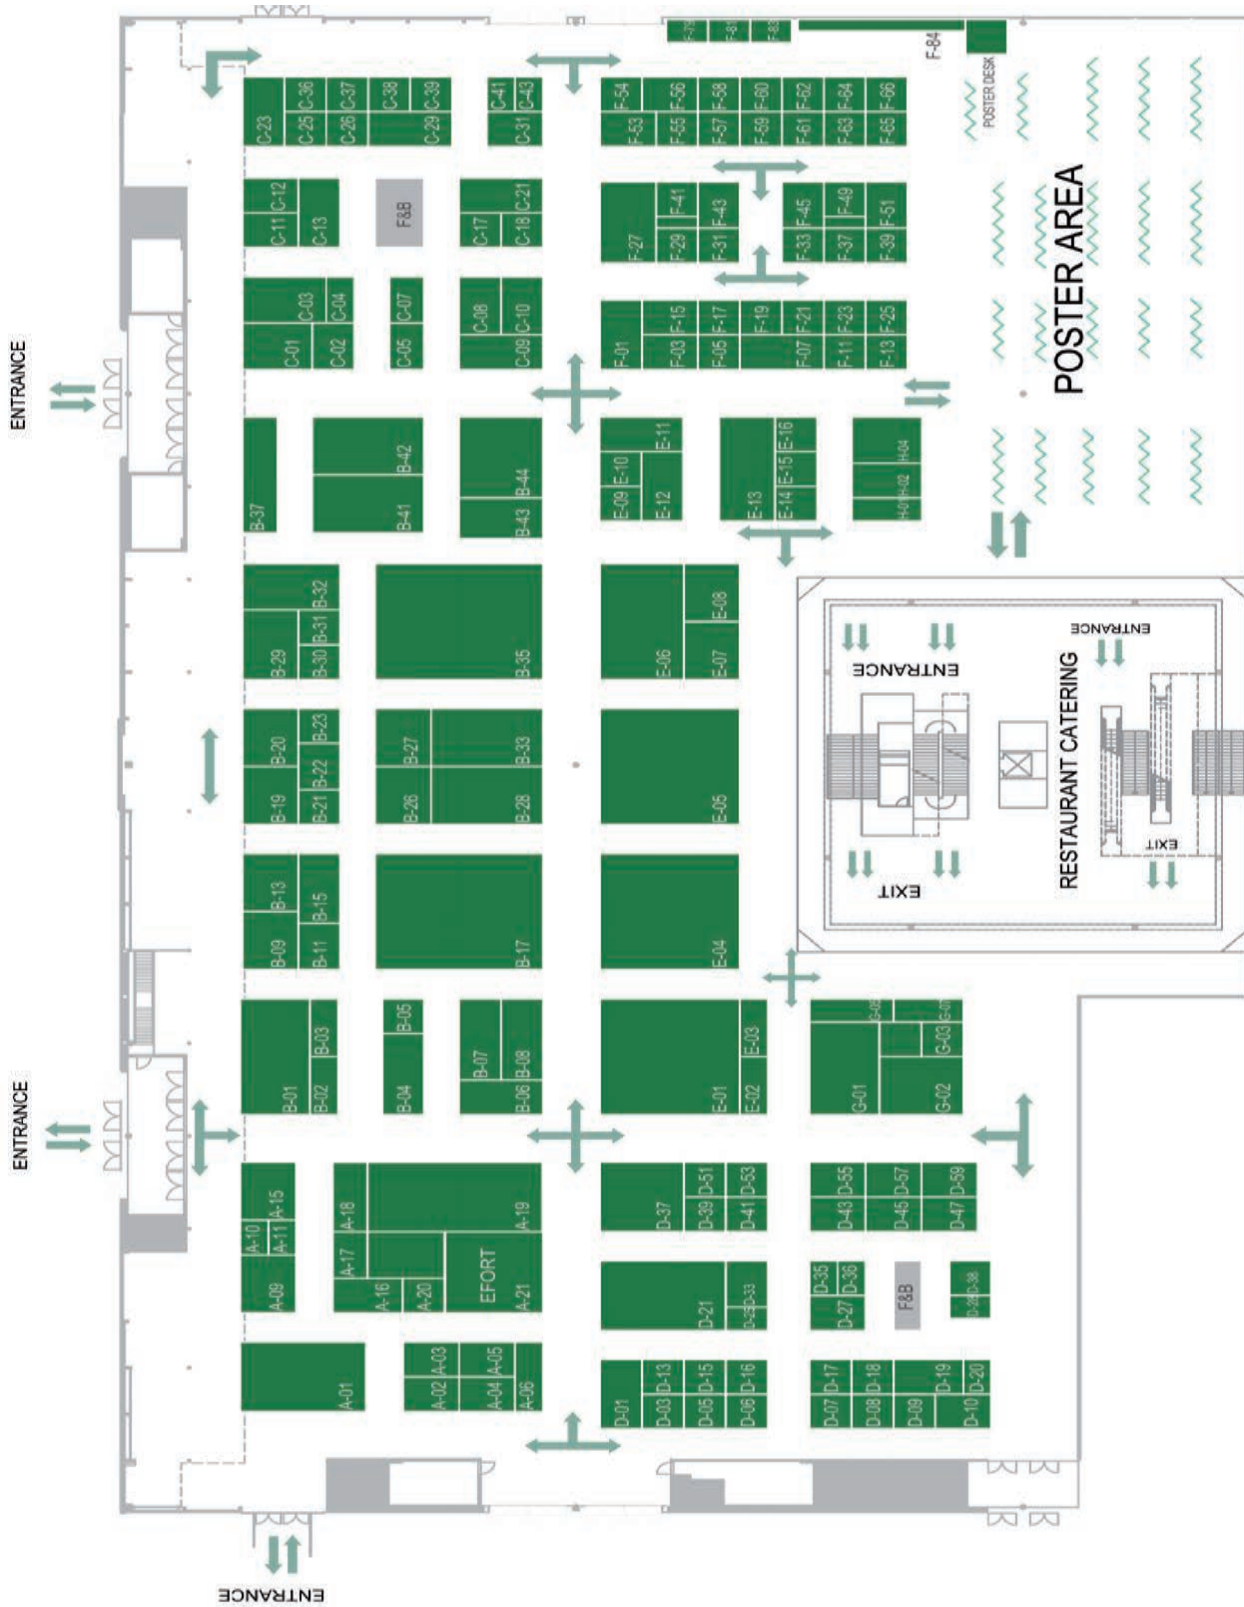 ENTRANCE
ENTRANCE
ENTRANCE
F-79
F-81
F-83
F-84
POSTER DESK
POSTER AREA
C-23
C-36
C-25
C-37
C-26
C-38
C-39
C-29
C-41
C-43
C-31
F-54
F-53
F-56
F-55
F-58
F-57
F-60
F-59
F-62
F-61
F-64
F-63
F-66
F-65
C-12
C-11
C-13
F&B
C-17
C-21
C-18
F-27
F-41
F-29
F-43
F-31
F-45
F-33
F-49
F-37
F-51
F-39
C-03
C-01
C-04
C-02
C-07
C-05
C-08
C-10
C-09
F-01
F-15
F-03
F-17
F-05
F-19
F-21
F-07
F-23
F-11
F-25
F-13
B-37
B-42
B-41
B-44
B-43
E-11
E-10
E-09
E-12
E-13
E-16
E-15
E-14
H-04
H-02
H-01
B-29
B-32
B-31
B-30
B-35
E-06
E-08
E-07
B-20
B-19
B-23
B-22
B-21
B-27
B-26
B-33
B-28
E-05
B-13
B-09
B-15
B-11
B-17
E-04
ENTRANCE
ENTRANCE
RESTAURANT CATERING
EXIT
EXIT
B-01
B-03
B-02
B-05
B-04
B-07
B-08
B-06
E-01
E-03
E-02
G-05
G-07
G-01
G-03
G-02
A-15
A-10
A-11
A-09
A-18
A-17
A-19
A-16
A-20
EFORT
A-21
D-37
D-51
D-39
D-53
D-41
D-55
D-43
D-57
D-45
D-59
D-47
D-21
D-33
D-35
D-36
D-27
F&B
D-38
A-01
A-03
A-02
A-05
A-04
A-06
D-01
D-13
D-03
D-15
D-05
D-16
D-06
D-17
D-07
D-18
D-08
D-19
D-09
D-20
D-10